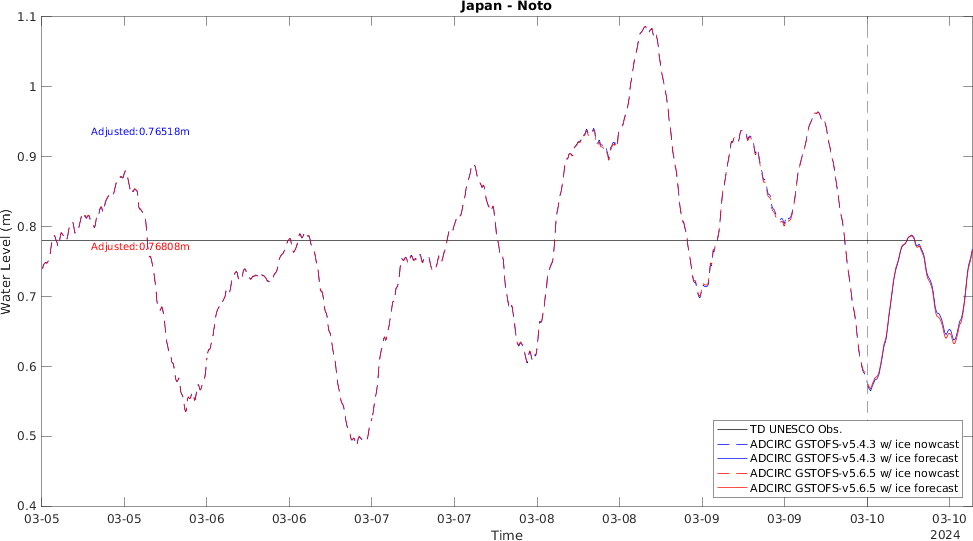 Japan - Noto
1.1
1
0.9
0.8
0.7
0.6
0.5
0.4
Water Level (m)
Adjusted:0.76518m
Adjusted:0.76808m
TD UNESCO Obs.
ADCIRC GSTOFS-v5.4.3 w/ ice nowcast
ADCIRC GSTOFS-v5.4.3 w/ ice forecast
ADCIRC GSTOFS-v5.6.5 w/ ice nowcast
ADCIRC GSTOFS-v5.6.5 w/ ice forecast
03-05 03-05 03-06 03-06 03-07 03-07 03-08 03-08 03-09 03-09 03-10 03-10
2024
Time